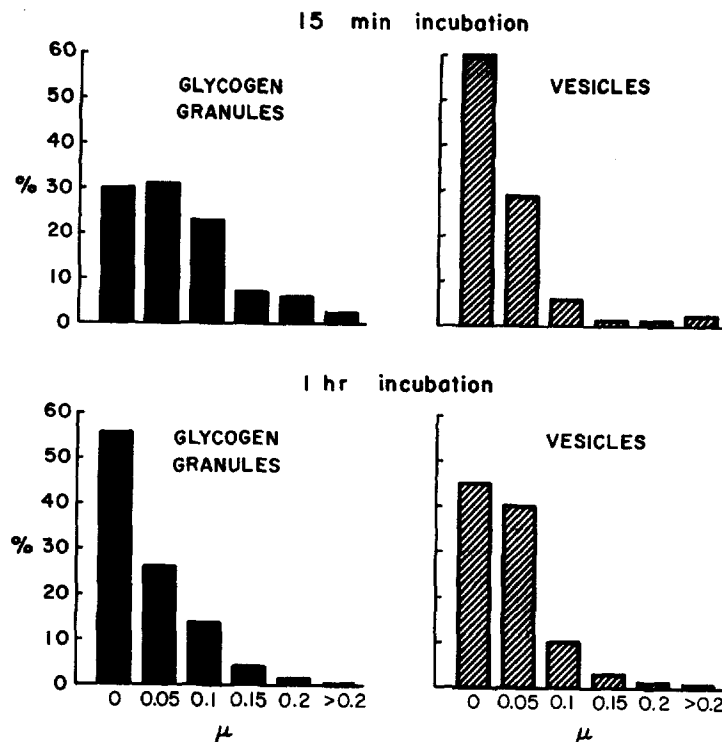 15 min incubation
60
50
40
%
30
20
10
0
GLYCOGEN
GRANULES
VESICLES
1 hr incubation
60
50
40
%
30
20
10
0
GLYCOGEN
GRANULES
VESICLES
0 0.05 0.1 0.15 0.2 >0.2
μ
0 0.05 0.1 0.15 0.2 >0.2
μ